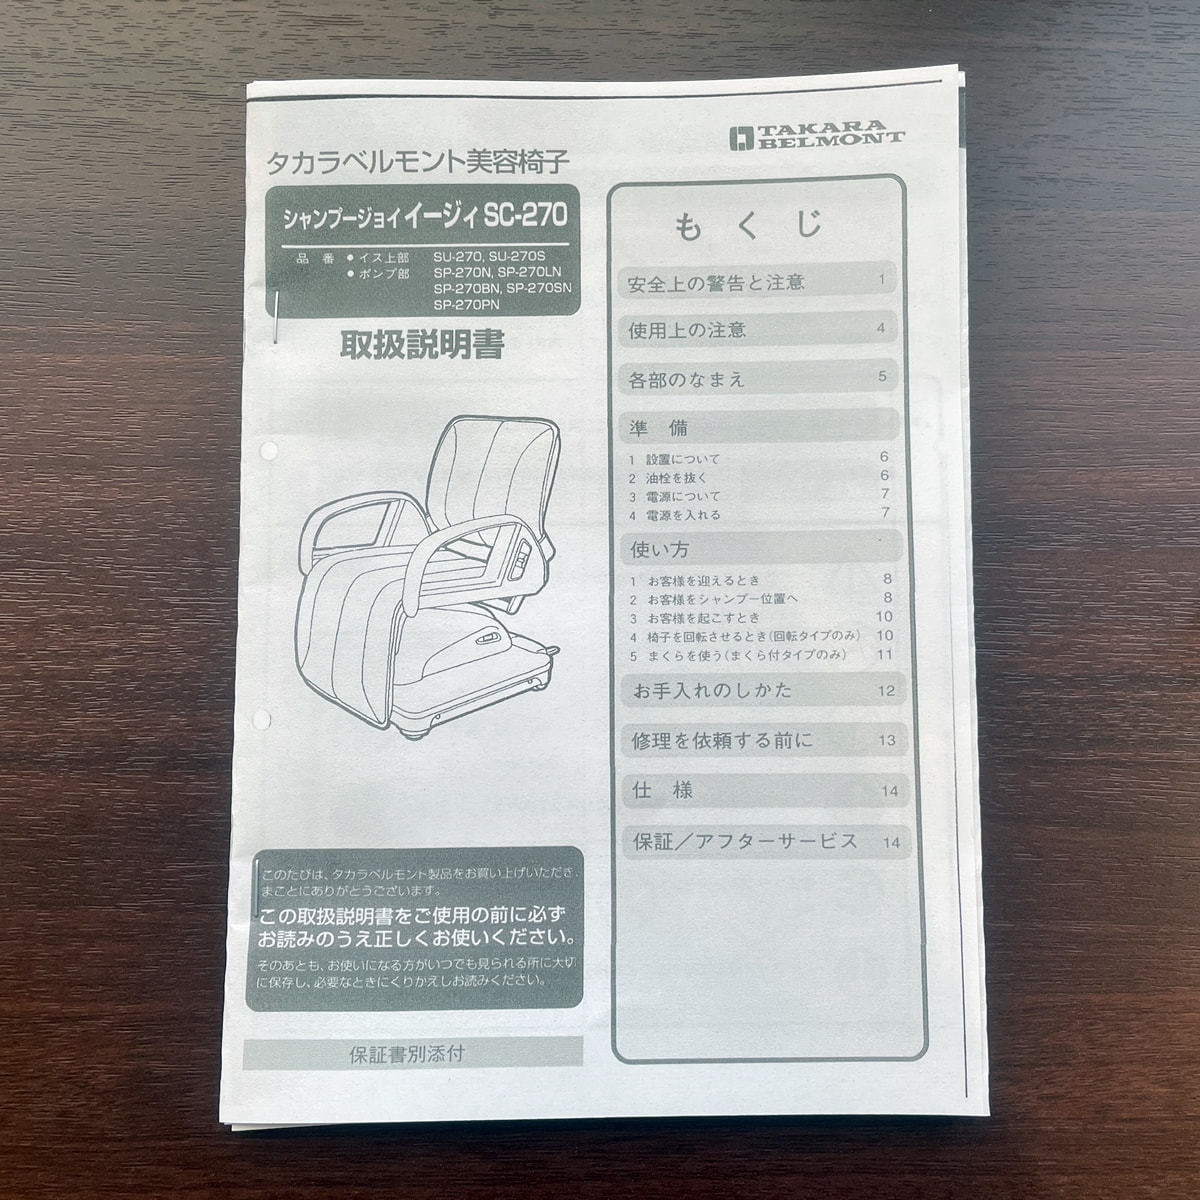 TAKARA
BELMONT
タカラベルモント美容椅子
シャンプージョイイージィ SC-270
品 番 ● イス上部 SU-270, SU-270S
● ポンプ部 SP-270N, SP-270LN
SP-270BN, SP-270SN
SP-270PN
取扱説明書
このたびは、タカラベルモント製品をお買い上げいただき、
まことにありがとうございます。
この取扱説明書をご使用の前に必ず
お読みのうえ正しくお使いください。
そのあとも、お使いになる方がいつでも見られる所に大切
に保存し、必要なときにくりかえしお読みください。
保証書別添付
もくじ
安全上の警告と注意 1
使用上の注意 4
各部のなまえ 5
準 備
1 設置について 6
2 油栓を抜く 6
3 電源について 7
4 電源を入れる 7
使い方
1 お客様を迎えるとき 8
2 お客様をシャンプー位置へ 8
3 お客様を起こすとき 10
4 椅子を回転させるとき(回転タイプのみ) 10
5 まくらを使う(まくら付タイプのみ) 11
お手入れのしかた 12
修理を依頼する前に 13
仕 様 14
保証／アフターサービス 14